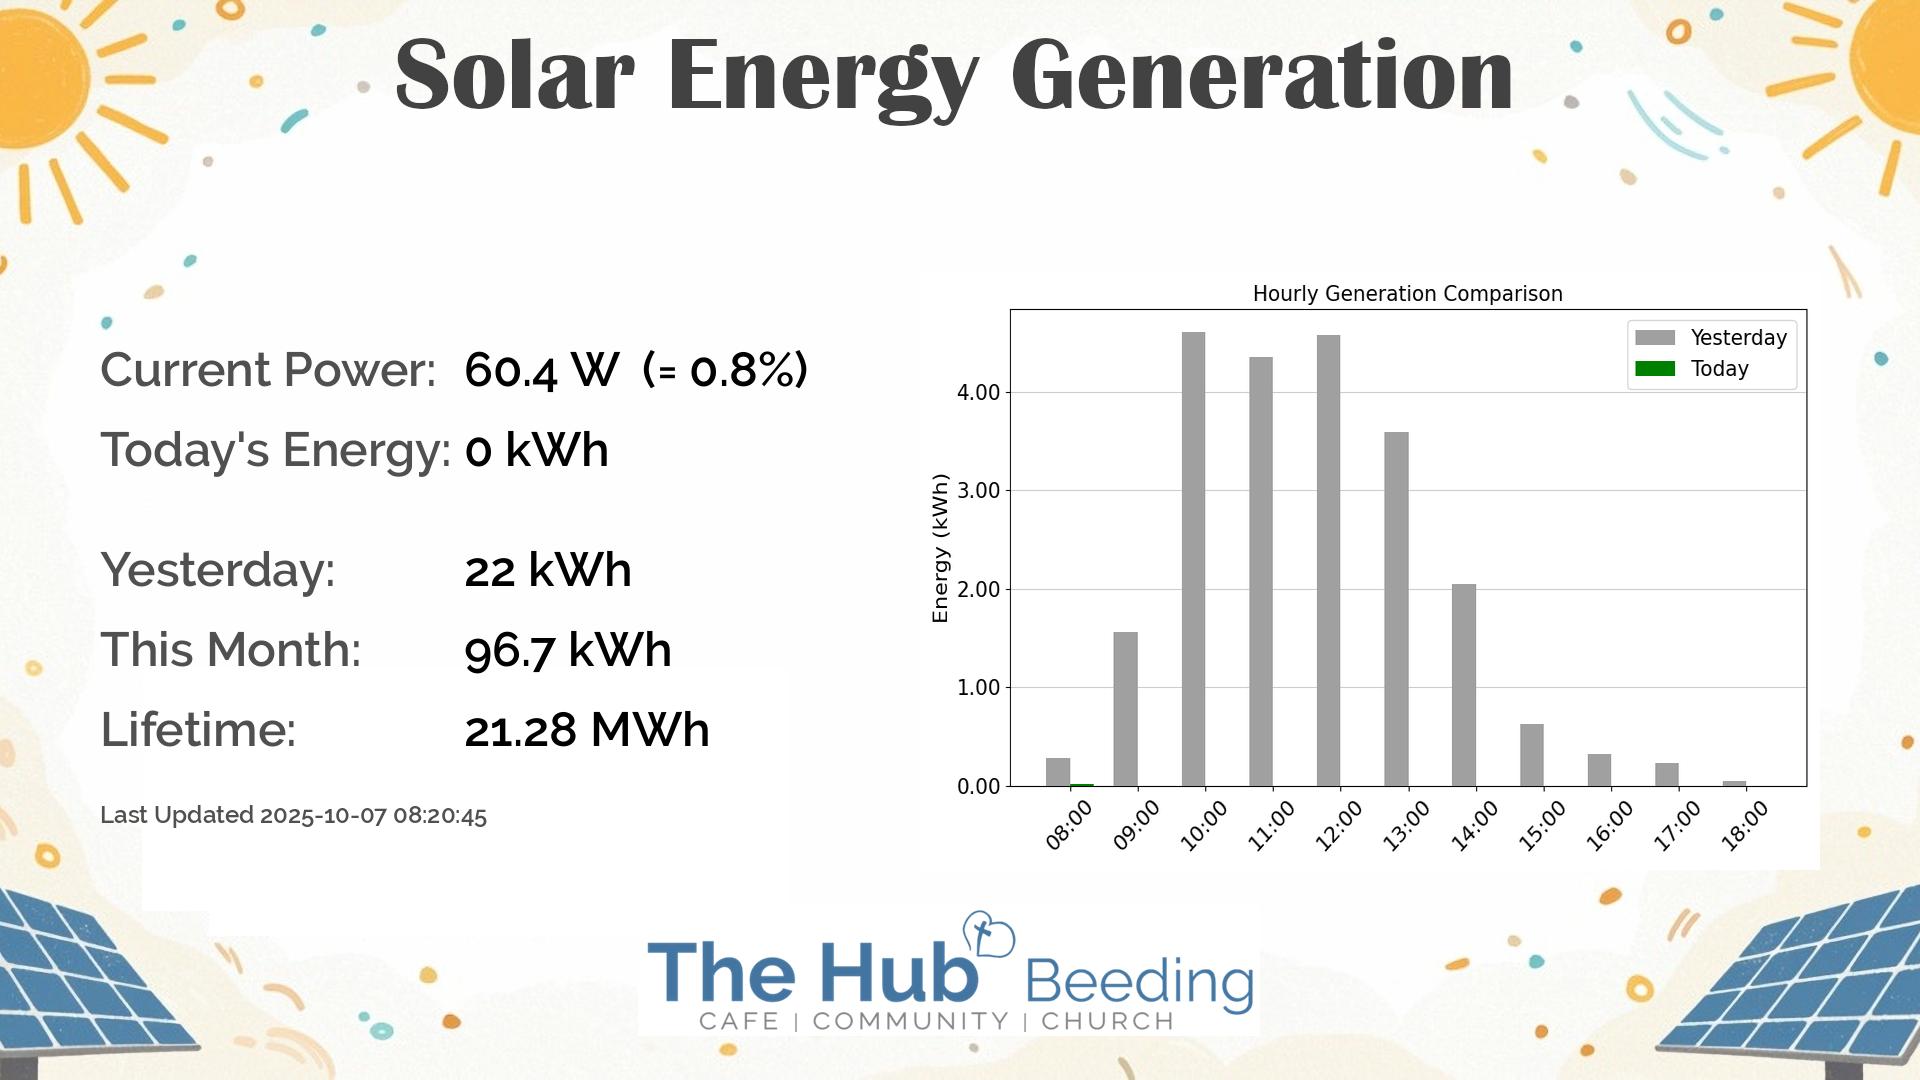 Solar Energy Generation
Current Power: 60.4 W (= 0.8%)
Today's Energy: 0 kWh
Yesterday: 22 kWh
This Month: 96.7 kWh
Lifetime: 21.28 MWh
Last Updated 2025-10-07 08:20:45
Hourly Generation Comparison
Yesterday
Today
Energy (kWh)
4.00
3.00
2.00
1.00
0.00
08:00 09:00 10:00 11:00 12:00 13:00 14:00 15:00 16:00 17:00 18:00
The Hub Beeding
CAFE | COMMUNITY | CHURCH